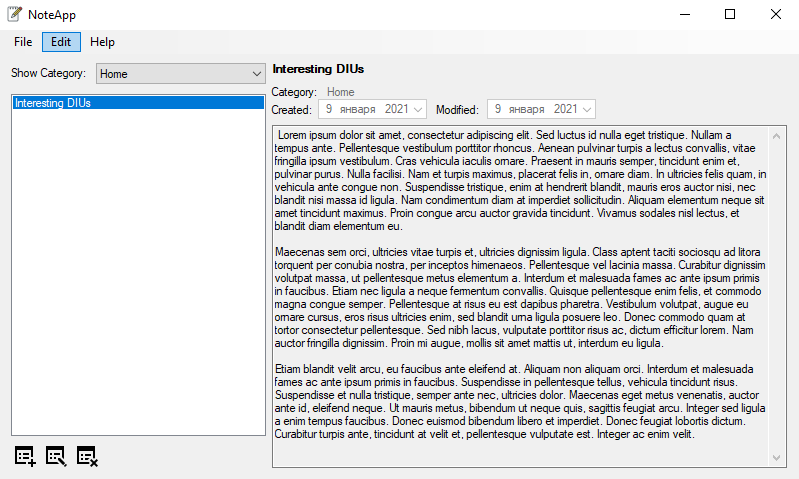 NoteApp
File Edit Help
Show Category: Home
Interesting DIUs
Interesting DIUs
Category: Home
Created: 9 января 2021 Modified: 9 января 2021
Lorem ipsum dolor sit amet, consectetur adipiscing elit. Sed luctus id nulla eget tristique. Nullam a
tempus ante. Pellentesque vestibulum porttitor rhoncus. Aenean pulvinar turpis a lectus convallis, vitae
fringilla ipsum vestibulum. Cras vehicula iaculis ornare. Praesent in mauris semper, tincidunt enim et,
pulvinar purus. Nulla facilisi. Nam et turpis maximus, placerat felis in, ornare diam. In ultricies felis quam, in
vehicula ante congue non. Suspendisse tristique, enim at hendrerit blandit, mauris eros auctor nisi, nec
blandit nisi massa id ligula. Nam condimentum diam at imperdiet sollicitudin. Aliquam elementum neque sit
amet tincidunt maximus. Proin congue arcu auctor gravida tincidunt. Vivamus sodales nisl lectus, et
blandit diam elementum eu.
Maecenas sem orci, ultricies vitae turpis et, ultricies dignissim ligula. Class aptent taciti sociosqu ad litora
torquent per conubia nostra, per inceptos himenaeos. Pellentesque vel lacinia massa. Curabitur dignissim
volutpat massa, ut pellentesque metus elementum a. Interdum et malesuada fames ac ante ipsum primis
in faucibus. Etiam nec ligula a neque fermentum convallis. Quisque pellentesque enim felis, et commodo
magna congue semper. Pellentesque at risus eu est dapibus pharetra. Vestibulum volutpat, augue eu
ornare cursus, eros risus ultricies enim, sed blandit urna ligula posuere leo. Donec commodo quam at
tortor consectetur pellentesque. Sed nibh lacus, vulputate porttitor risus ac, dictum efficitur lorem. Nam
auctor fringilla dignissim. Proin mi augue, mollis sit amet mattis ut, interdum eu ligula.
Etiam blandit velit arcu, eu faucibus ante eleifend at. Aliquam non aliquam orci. Interdum et malesuada
fames ac ante ipsum primis in faucibus. Suspendisse in pellentesque tellus, vehicula tincidunt risus.
Suspendisse et nulla tristique, semper ante nec, ultricies dolor. Maecenas eget metus venenatis, auctor
ante id, eleifend neque. Ut mauris metus, bibendum ut neque quis, sagittis feugiat arcu. Integer sed ligula
a enim tempus faucibus. Donec euismod bibendum libero et imperdiet. Donec feugiat lobortis dictum.
Curabitur turpis ante, tincidunt at velit et, pellentesque vulputate est. Integer ac enim velit.